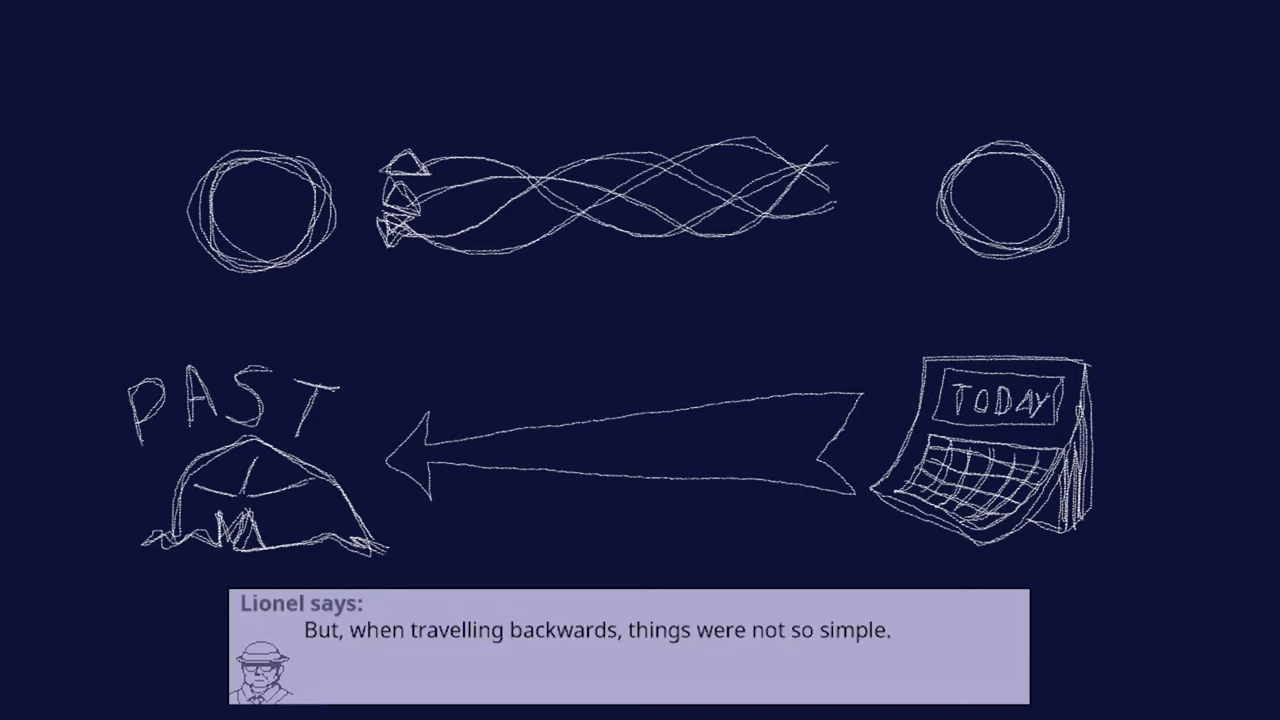 PAST
TODAY
Lionel says:
But, when travelling backwards, things were not so simple.